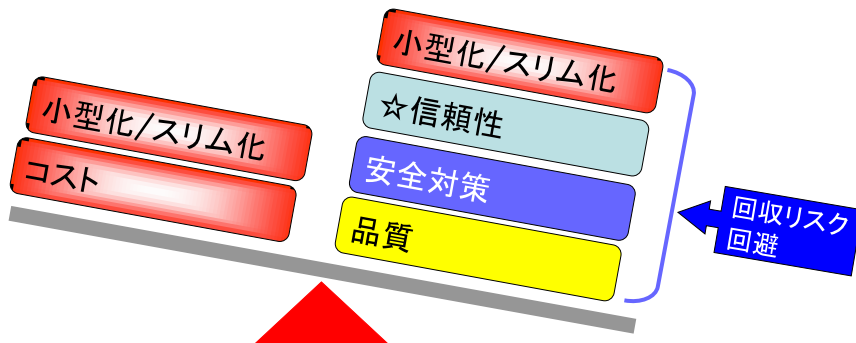 小型化/スリム化
コスト
小型化/スリム化
☆信頼性
安全対策
品質
回収リスク
回避